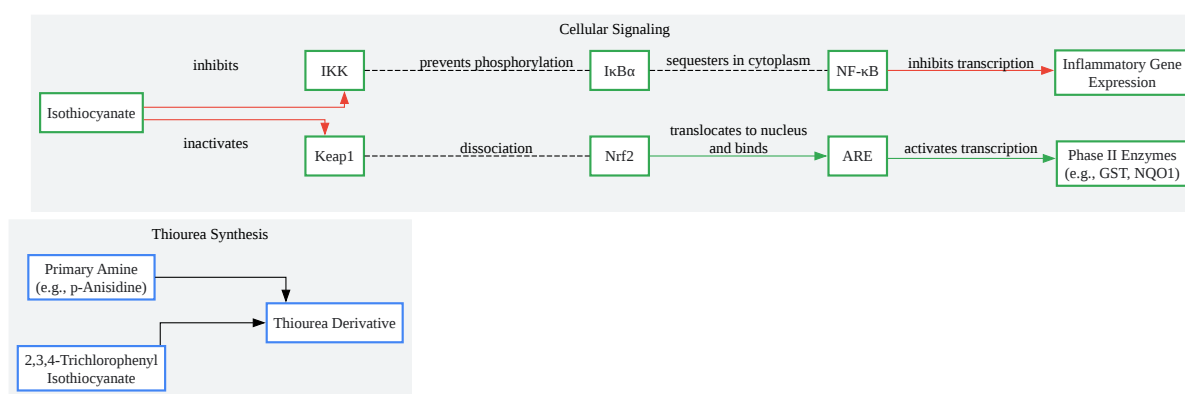 Cellular Signaling
inhibits
IKK
prevents phosphorylation
IκBα
sequesters in cytoplasm
NF-κB
inhibits transcription
Inflammatory Gene
Expression
Isothiocyanate
inactivates
Keap1
dissociation
Nrf2
translocates to nucleus
and binds
ARE
activates transcription
Phase II Enzymes
(e.g., GST, NQO1)
Thiourea Synthesis
Primary Amine
(e.g., p-Anisidine)
Thiourea Derivative
2,3,4-Trichlorophenyl
Isothiocyanate